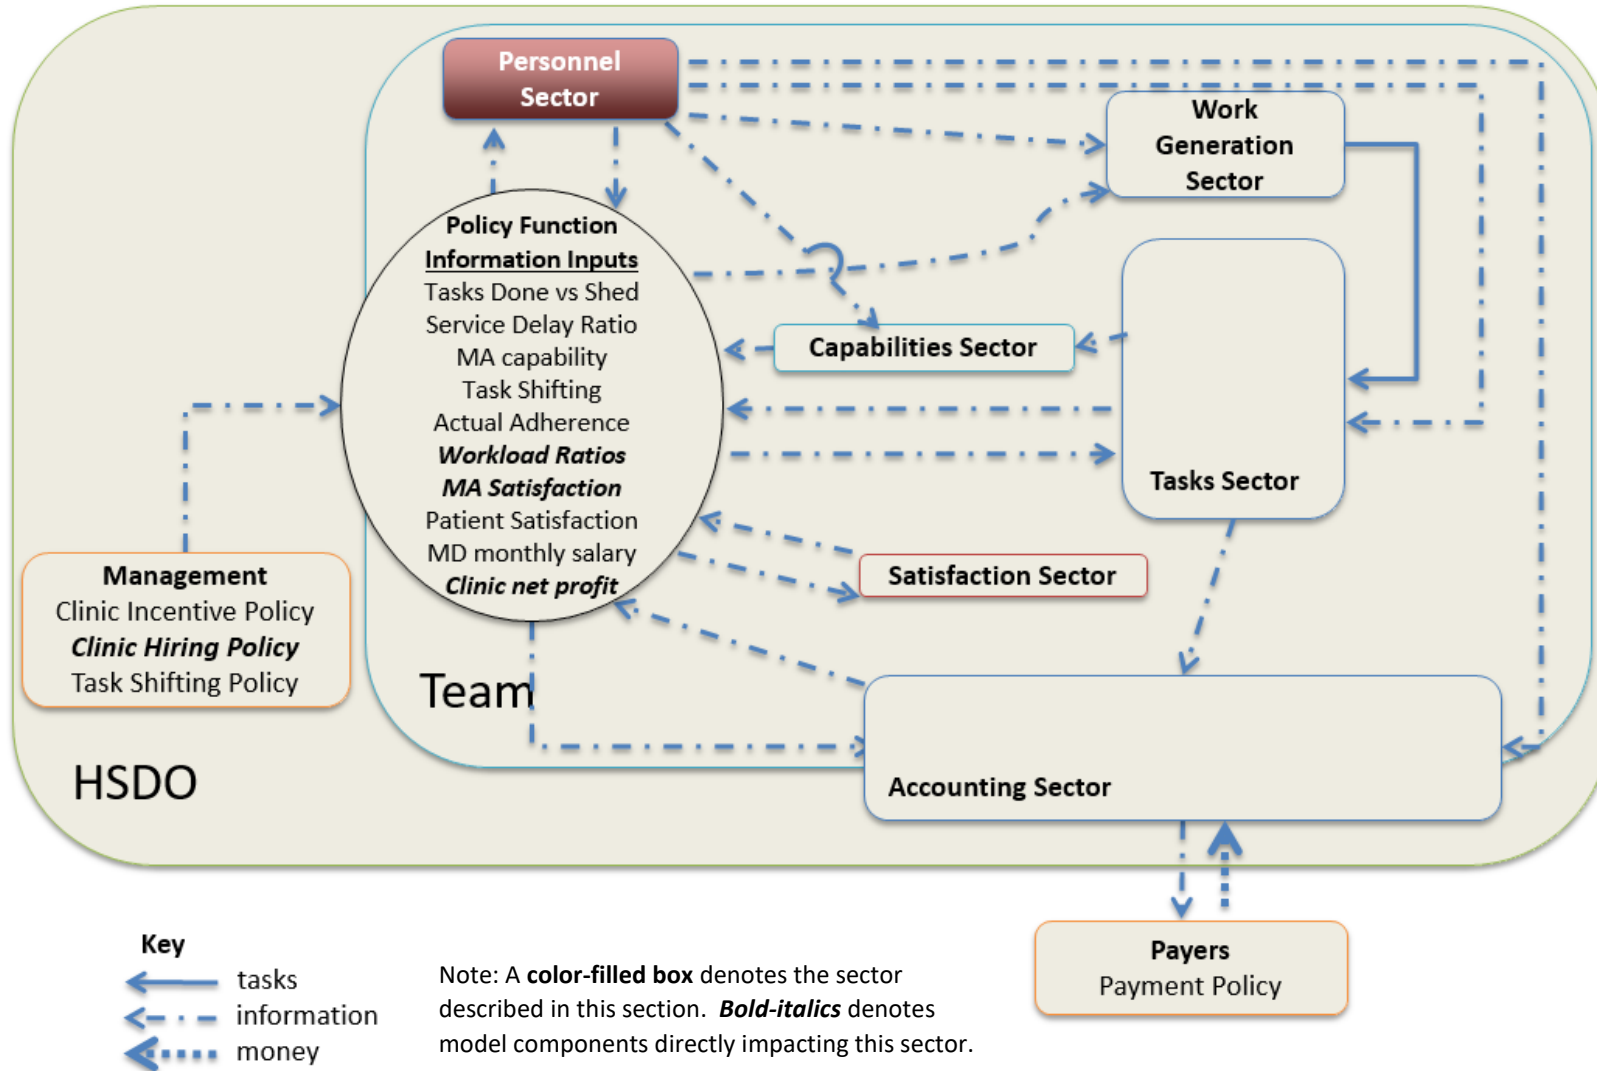 Personnel
Sector
Work
Generation
Sector
Policy Function
Information Inputs
Tasks Done vs Shed
Service Delay Ratio
MA capability
Task Shifting
Actual Adherence
Workload Ratios
MA Satisfaction
Patient Satisfaction
MD monthly salary
Clinic net profit
Capabilities Sector
Tasks Sector
Satisfaction Sector
Management
Clinic Incentive Policy
Clinic Hiring Policy
Task Shifting Policy
Team
HSDO
Accounting Sector
Payers
Payment Policy
Key
tasks
information
money
Note: A color-filled box denotes the sector
described in this section. Bold-italics denotes
model components directly impacting this sector.